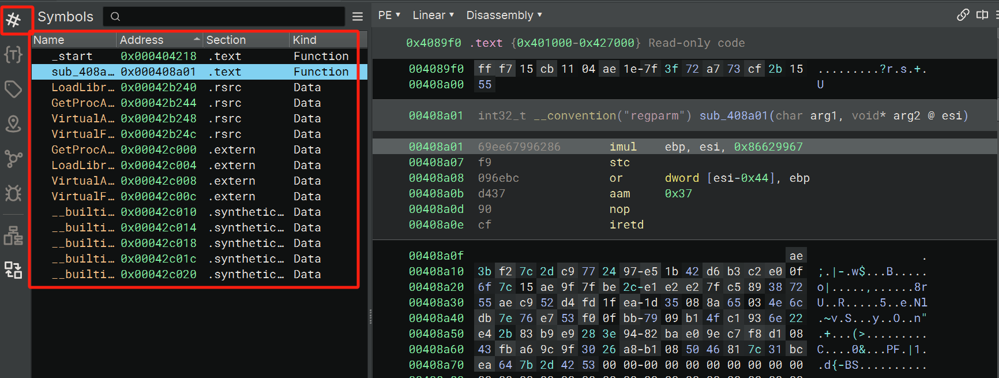 Symbols
Name Address Section Kind
_start 0x000404218 .text Function
sub_408a… 0x000408a01 .text Function
LoadLibr… 0x00042b240 .rsrc Data
GetProcA… 0x00042b244 .rsrc Data
VirtualA… 0x00042b248 .rsrc Data
VirtualF… 0x00042b24c .rsrc Data
GetProcA… 0x00042c000 .extern Data
LoadLibr… 0x00042c004 .extern Data
VirtualA… 0x00042c008 .extern Data
VirtualF… 0x00042c00c .extern Data
__builti… 0x00042c010 .synthetic… Data
__builti… 0x00042c014 .synthetic… Data
__builti… 0x00042c018 .synthetic… Data
__builti… 0x00042c01c .synthetic… Data
__builti… 0x00042c020 .synthetic… Data
PE ▾ Linear ▾ Disassembly ▾
0x4089f0 .text {0x401000-0x427000} Read-only code
004089f0 ff f7 15 cb 11 04 ae 1e-7f 3f 72 a7 73 cf 2b 15 .........?r.s.+.
00408a00 55 U
00408a01 int32_t __convention("regparm") sub_408a01(char arg1, void* arg2 @ esi)
00408a01 69ee67996286 imul ebp, esi, 0x86629967
00408a07 f9 stc
00408a08 096ebc or dword [esi-0x44], ebp
00408a0b d437 aam 0x37
00408a0d 90 nop
00408a0e cf iretd
00408a0f ae .
00408a10 3b f2 7c 2d c9 77 24 97-e5 1b 42 d6 b3 c2 e0 0f ;.|-.w$...B.....
00408a20 6f 7c 15 ae 9f 7f be 2c-e1 e2 e2 7f c5 89 38 72 o|.....,......8r
00408a30 55 ae c9 52 d4 fd 1f ea-1d 35 08 8a 65 03 4e 6c U..R.....5..e.Nl
00408a40 db 7e 76 e7 53 f0 0f bb-79 09 b1 4f c1 93 6e 22 .~v.S...y..O..n"
00408a50 e4 2b 83 b9 e9 28 3e 94-82 ba e0 9e c7 f8 d1 08 .+...(>.........
00408a60 43 fb a6 9c 9f 30 26 a8-b1 08 50 46 81 7c 31 bc C....0&...PF.|1.
00408a70 ea 64 7b 2d 42 53 00 00-00 00 00 00 00 00 00 00 .d{-BS..........